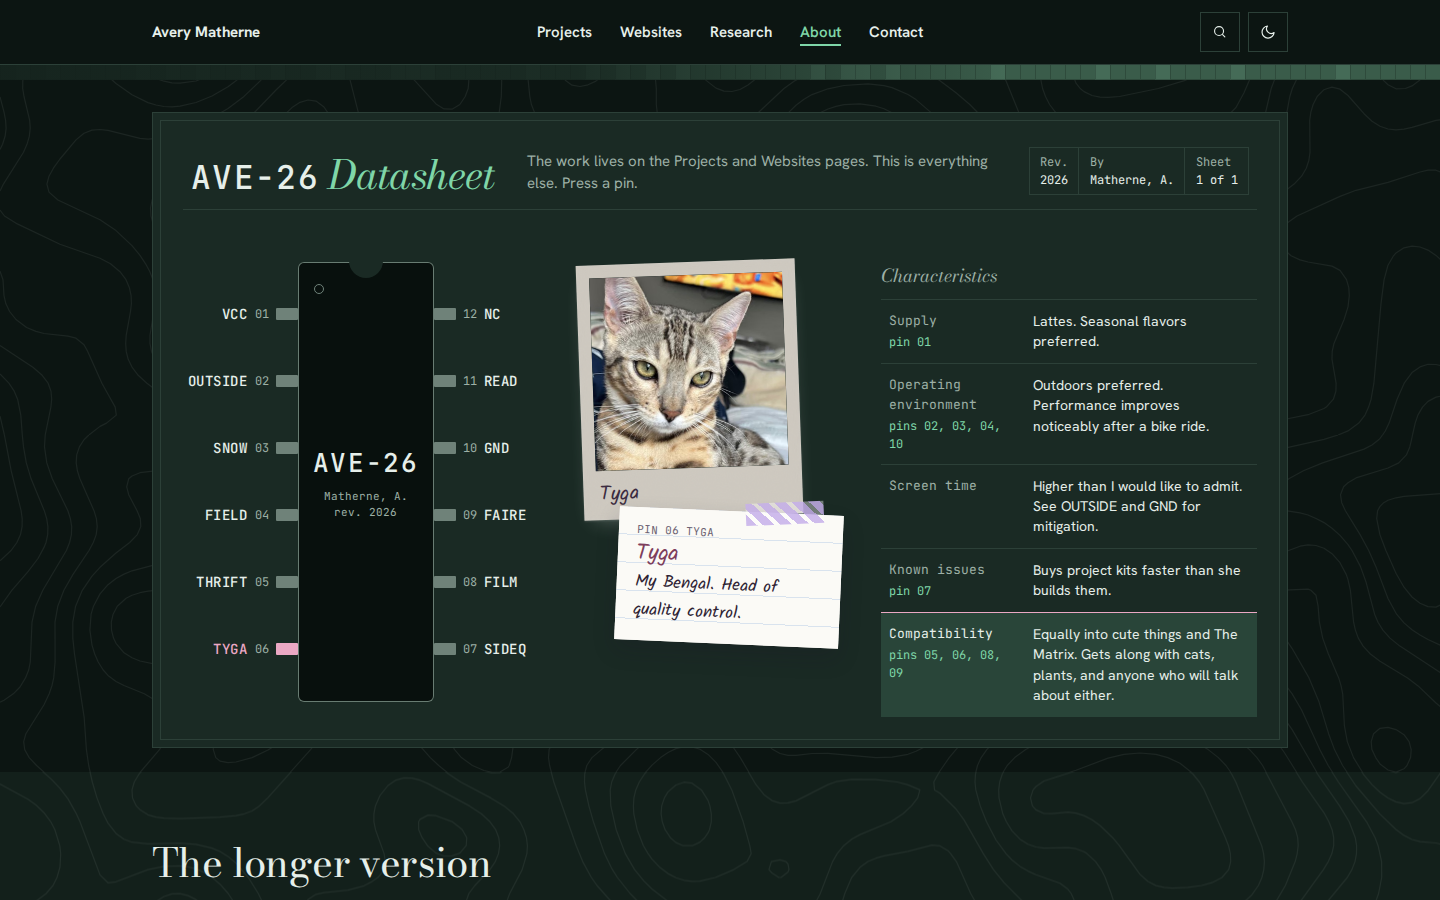 Avery Matherne
Projects Websites Research About Contact
AVE-26 Datasheet
The work lives on the Projects and Websites pages. This is everything
else. Press a pin.
Rev.
2026
By
Matherne, A.
Sheet
1 of 1
VCC 01
OUTSIDE 02
SNOW 03
FIELD 04
THRIFT 05
TYGA 06
AVE-26
Matherne, A.
rev. 2026
12 NC
11 READ
10 GND
09 FAIRE
08 FILM
07 SIDEQ
Tyga
PIN 06 TYGA
Tyga
My Bengal. Head of
quality control.
Characteristics
Supply
pin 01
Lattes. Seasonal flavors
preferred.
Operating
environment
pins 02, 03, 04,
10
Outdoors preferred.
Performance improves
noticeably after a bike ride.
Screen time
Higher than I would like to admit.
See OUTSIDE and GND for
mitigation.
Known issues
pin 07
Buys project kits faster than she
builds them.
Compatibility
pins 05, 06, 08,
09
Equally into cute things and The
Matrix. Gets along with cats,
plants, and anyone who will talk
about either.
The longer version